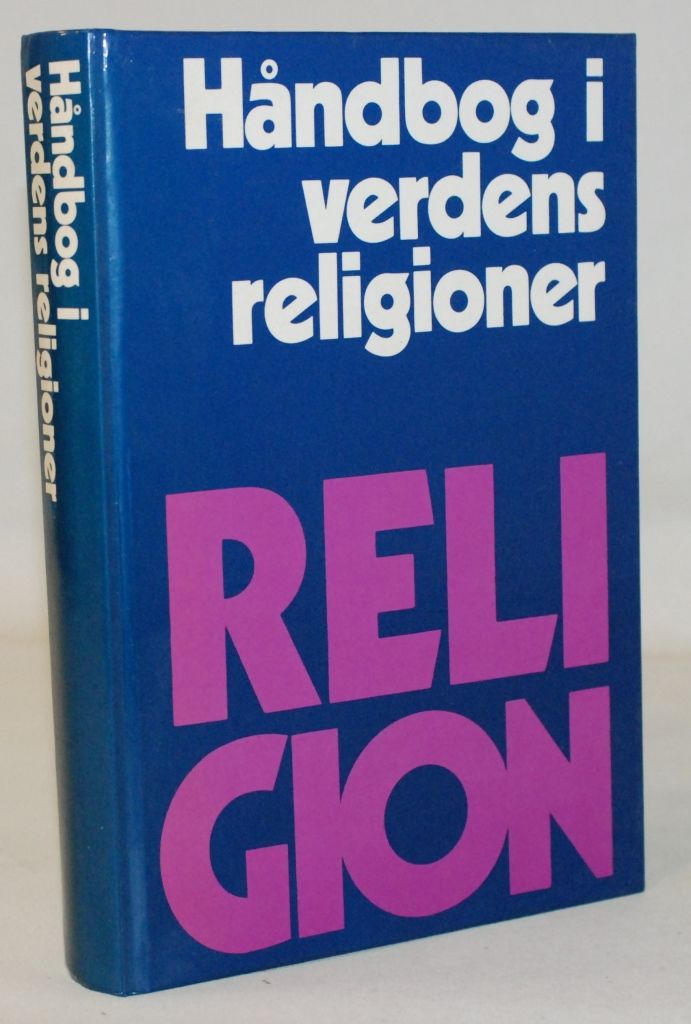 Håndbog i
verdens religioner
Håndbog i
verdens
religioner
RELI
GION